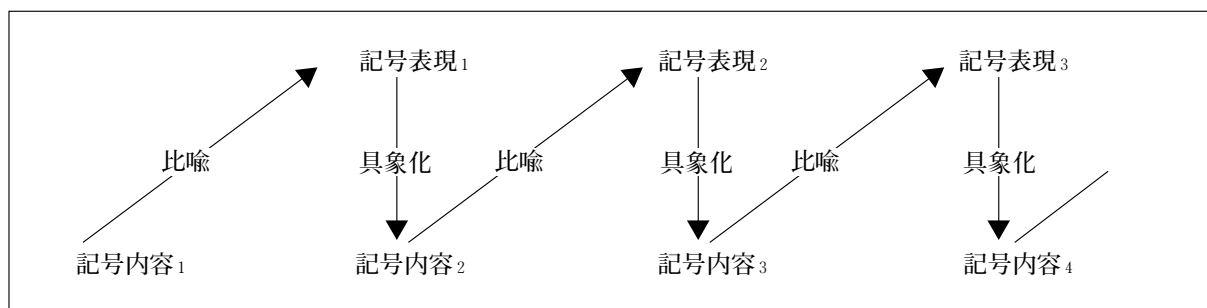 記号表現₁ 記号表現₂ 記号表現₃
比喩 具象化 比喩 具象化 比喩 具象化
記号内容₁ 記号内容₂ 記号内容₃ 記号内容₄